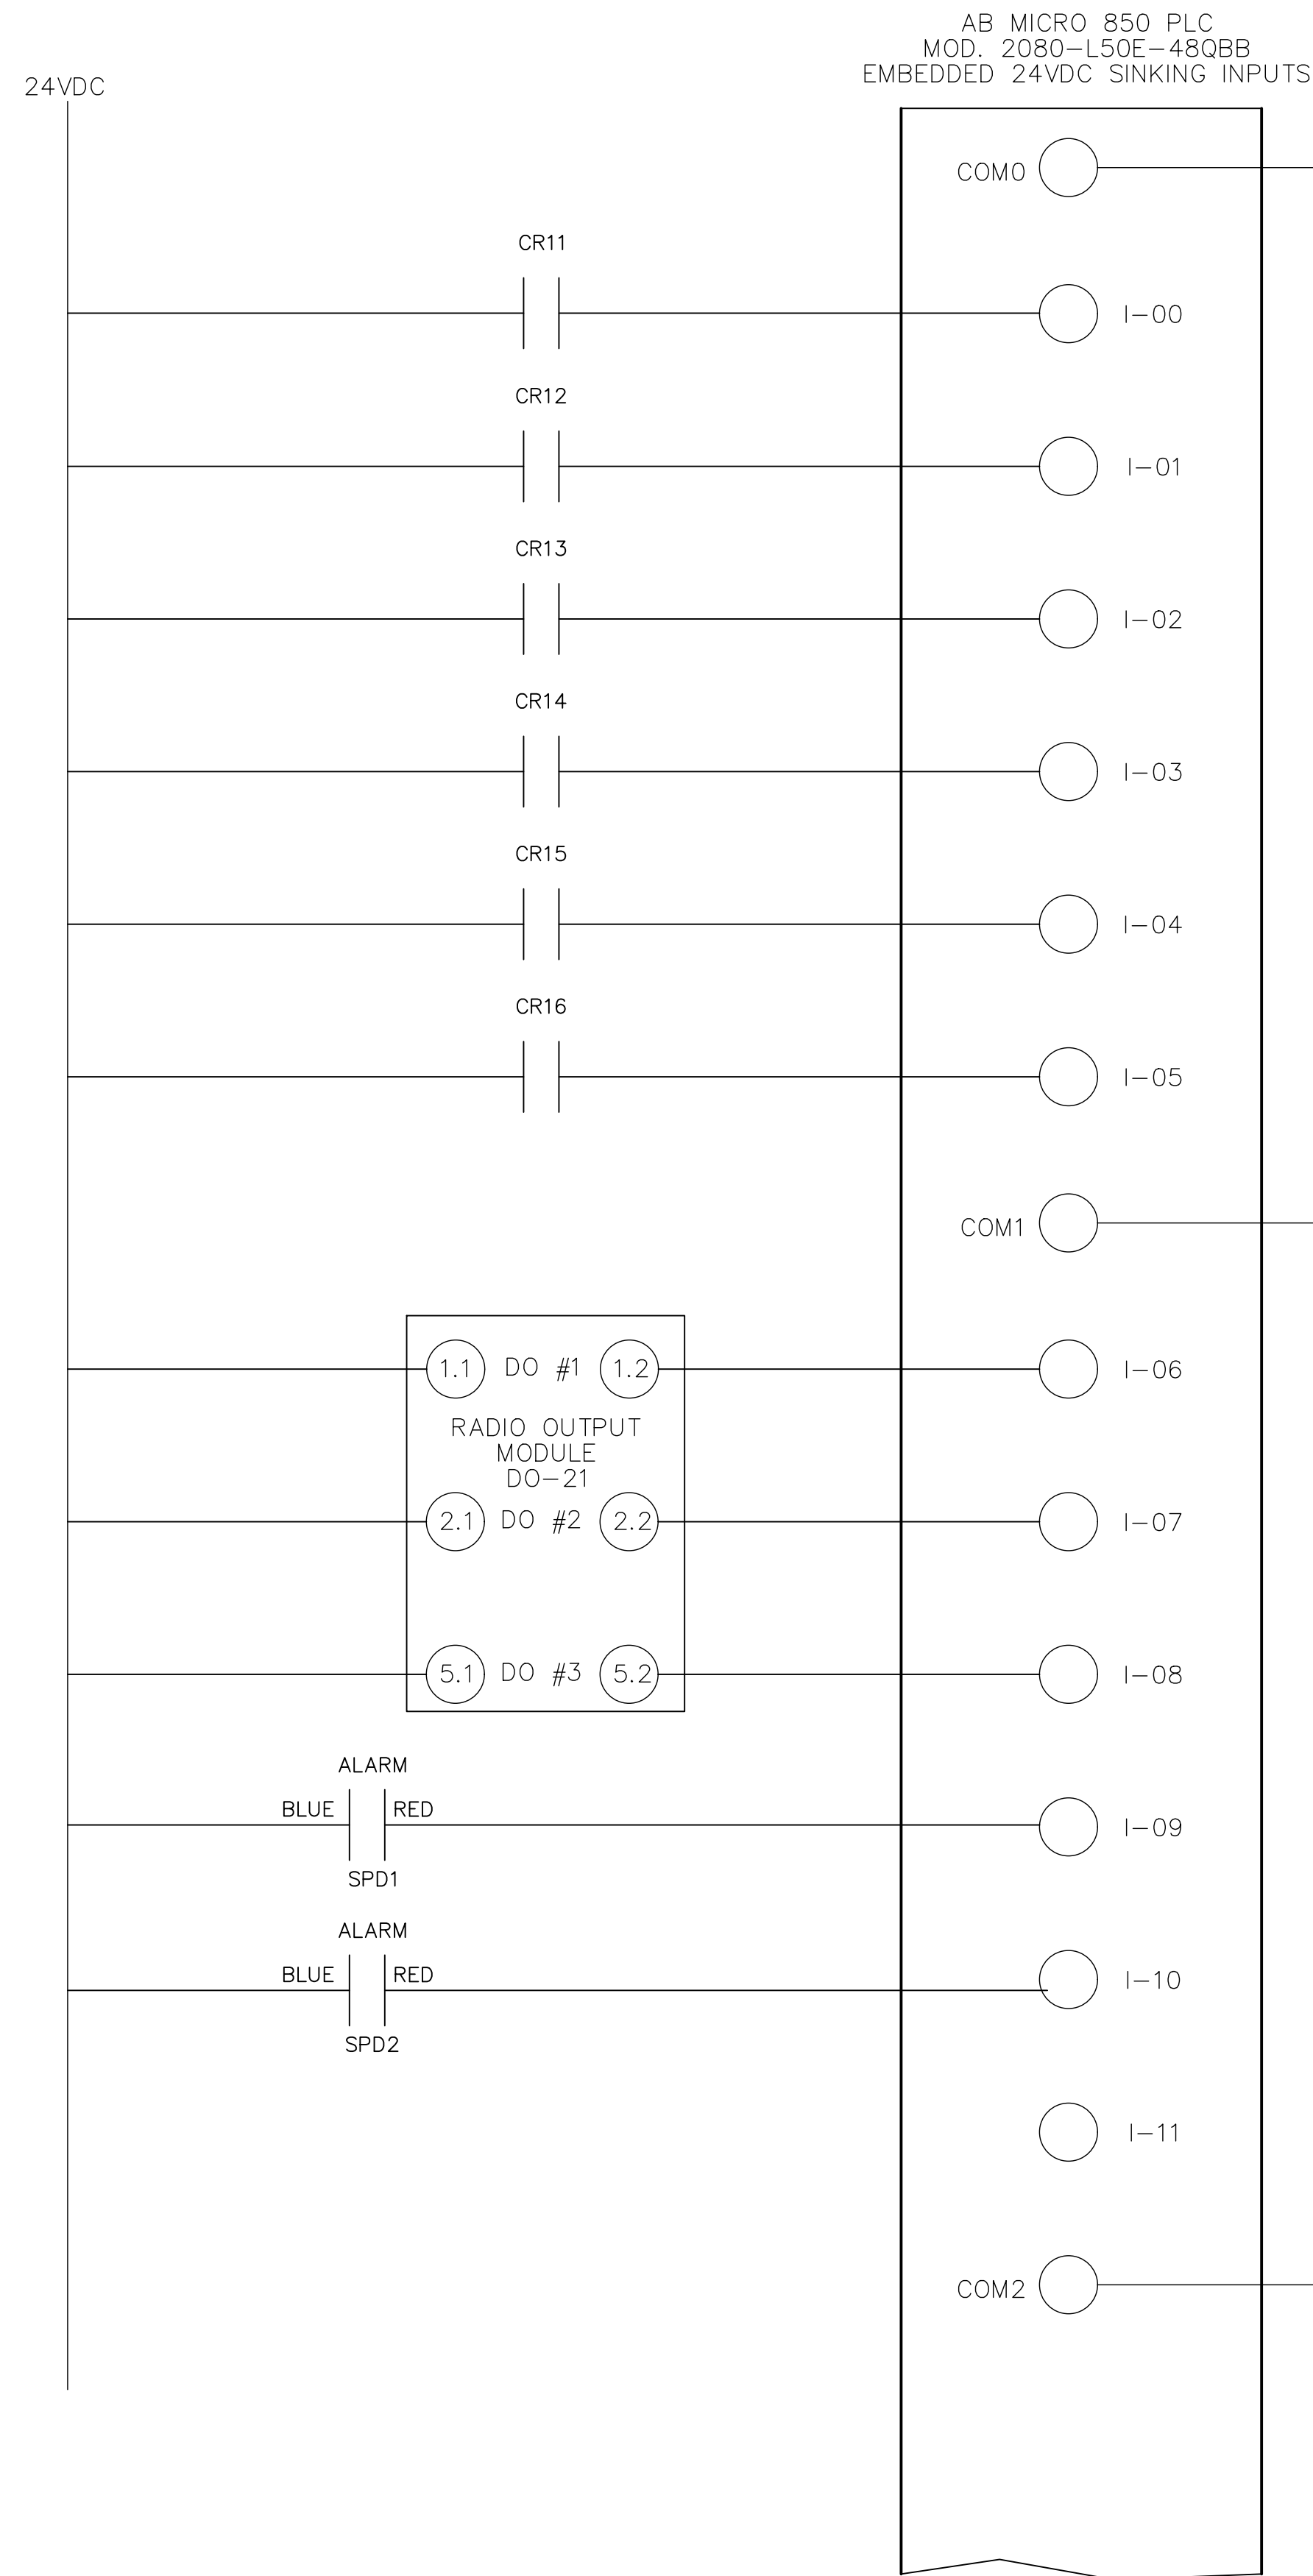 AB MICRO 850 PLC
MOD. 2080-L50E-48QBB
EMBEDDED 24VDC SINKING INPUTS
24VDC
COM0
CR11
I-00
CR12
I-01
CR13
I-02
CR14
I-03
CR15
I-04
CR16
I-05
COM1
1.1 DO #1 1.2
I-06
RADIO OUTPUT
MODULE
DO-21
2.1 DO #2 2.2
I-07
5.1 DO #3 5.2
I-08
ALARM
BLUE RED
I-09
SPD1
ALARM
BLUE RED
I-10
SPD2
I-11
COM2